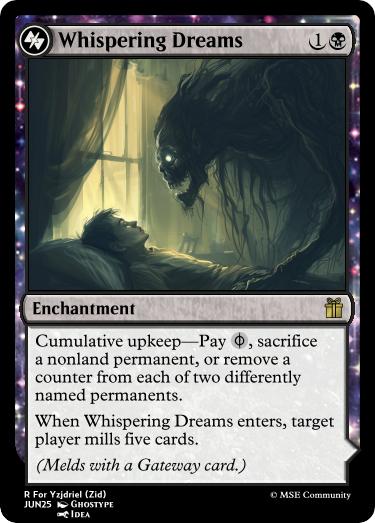 Whispering Dreams 1
Enchantment
Cumulative upkeep—Pay Φ, sacrifice
a nonland permanent, or remove a
counter from each of two differently
named permanents.
When Whispering Dreams enters, target
player mills five cards.
(Melds with a Gateway card.)
R For Yzjdriel (Zid)
JUN25 Ghostype
Idea
© MSE Community